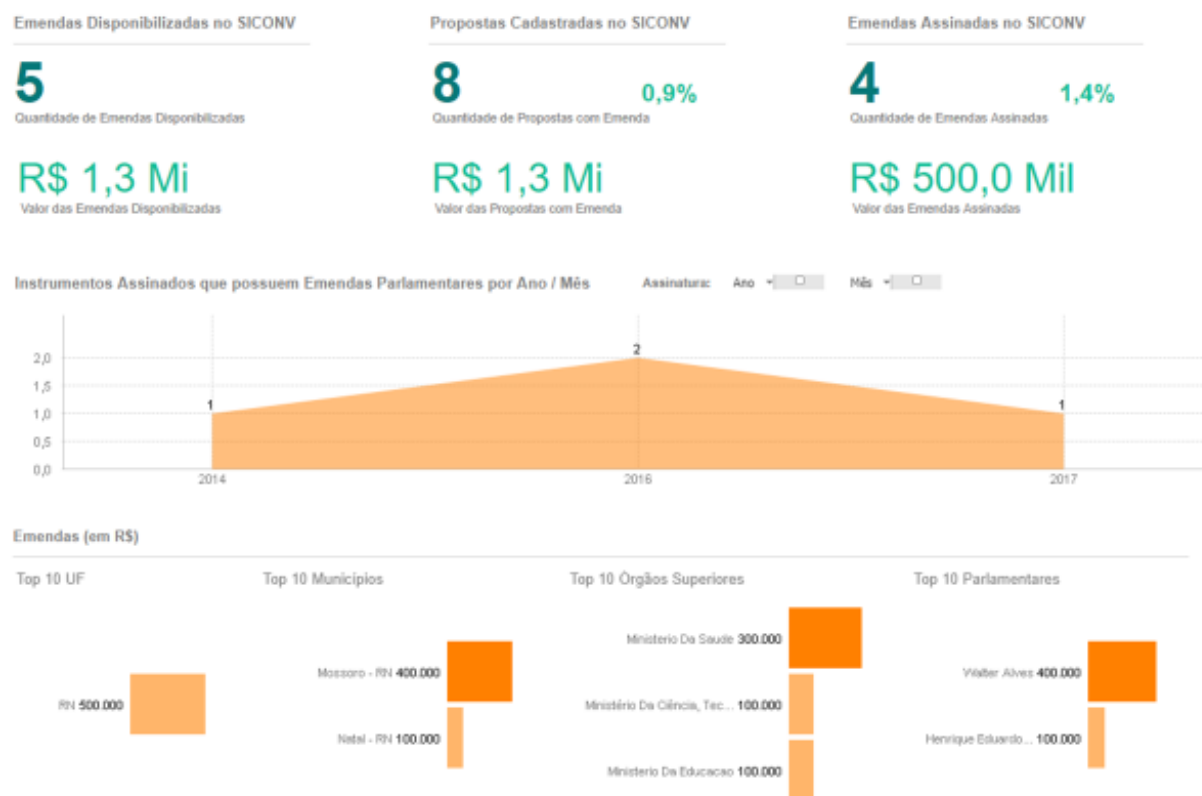 Emendas Disponibilizadas no SICONV
Propostas Cadastradas no SICONV
Emendas Assinadas no SICONV
5
8
0,9%
4
1,4%
Quantidade de Emendas Disponibilizadas
Quantidade de Propostas com Emenda
Quantidade de Emendas Assinadas
R$ 1,3 Mi
R$ 1,3 Mi
R$ 500,0 Mil
Valor das Emendas Disponibilizadas
Valor das Propostas com Emenda
Valor das Emendas Assinadas
Instrumentos Assinados que possuem Emendas Parlamentares por Ano / Mês
Assinatura: Ano Mês
2,0
1,5
1,0
0,5
0,0
1
2
1
2014
2016
2017
Emendas (em R$)
Top 10 UF
Top 10 Municípios
Top 10 Órgãos Superiores
Top 10 Parlamentares
RN 500.000
Mossoro - RN 400.000
Natal - RN 100.000
Ministerio Da Saude 300.000
Ministério Da Ciência, Tec... 100.000
Ministerio Da Educacao 100.000
Walter Alves 400.000
Henrique Eduardo... 100.000